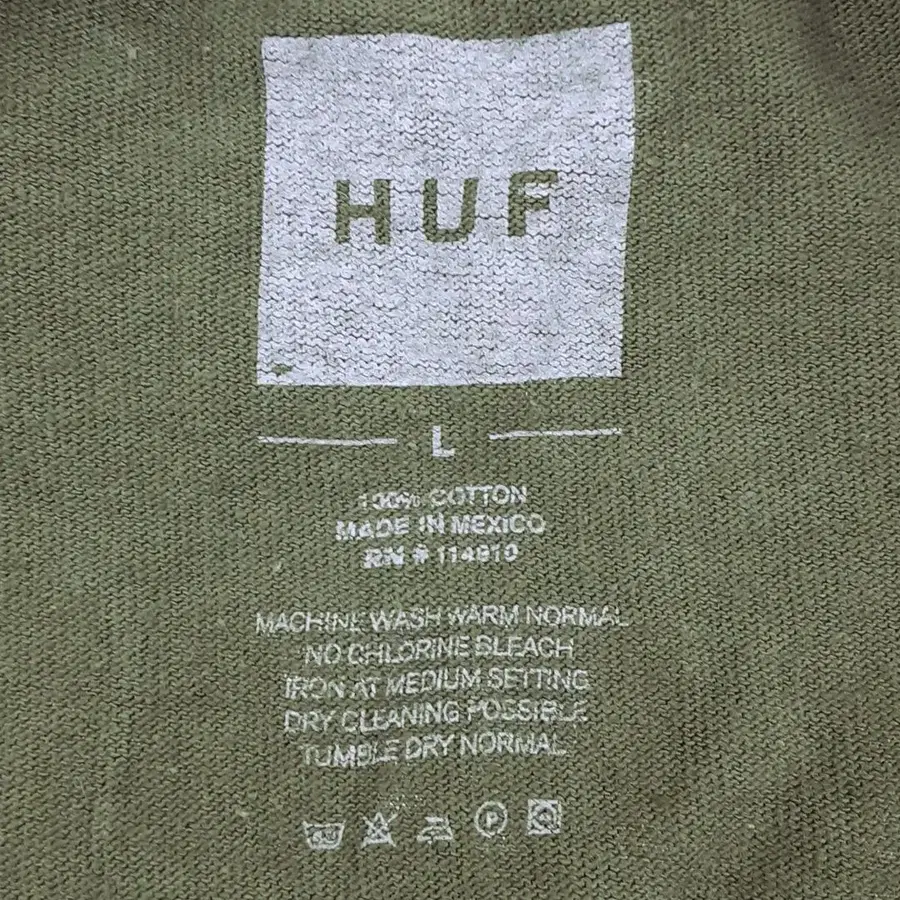 HUF
L
100% COTTON
MADE IN MEXICO
RN # 114910
MACHINE WASH WARM NORMAL
NO CHLORINE BLEACH
IRON AT MEDIUM SETTING
DRY CLEANING POSSIBLE
TUMBLE DRY NORMAL
P